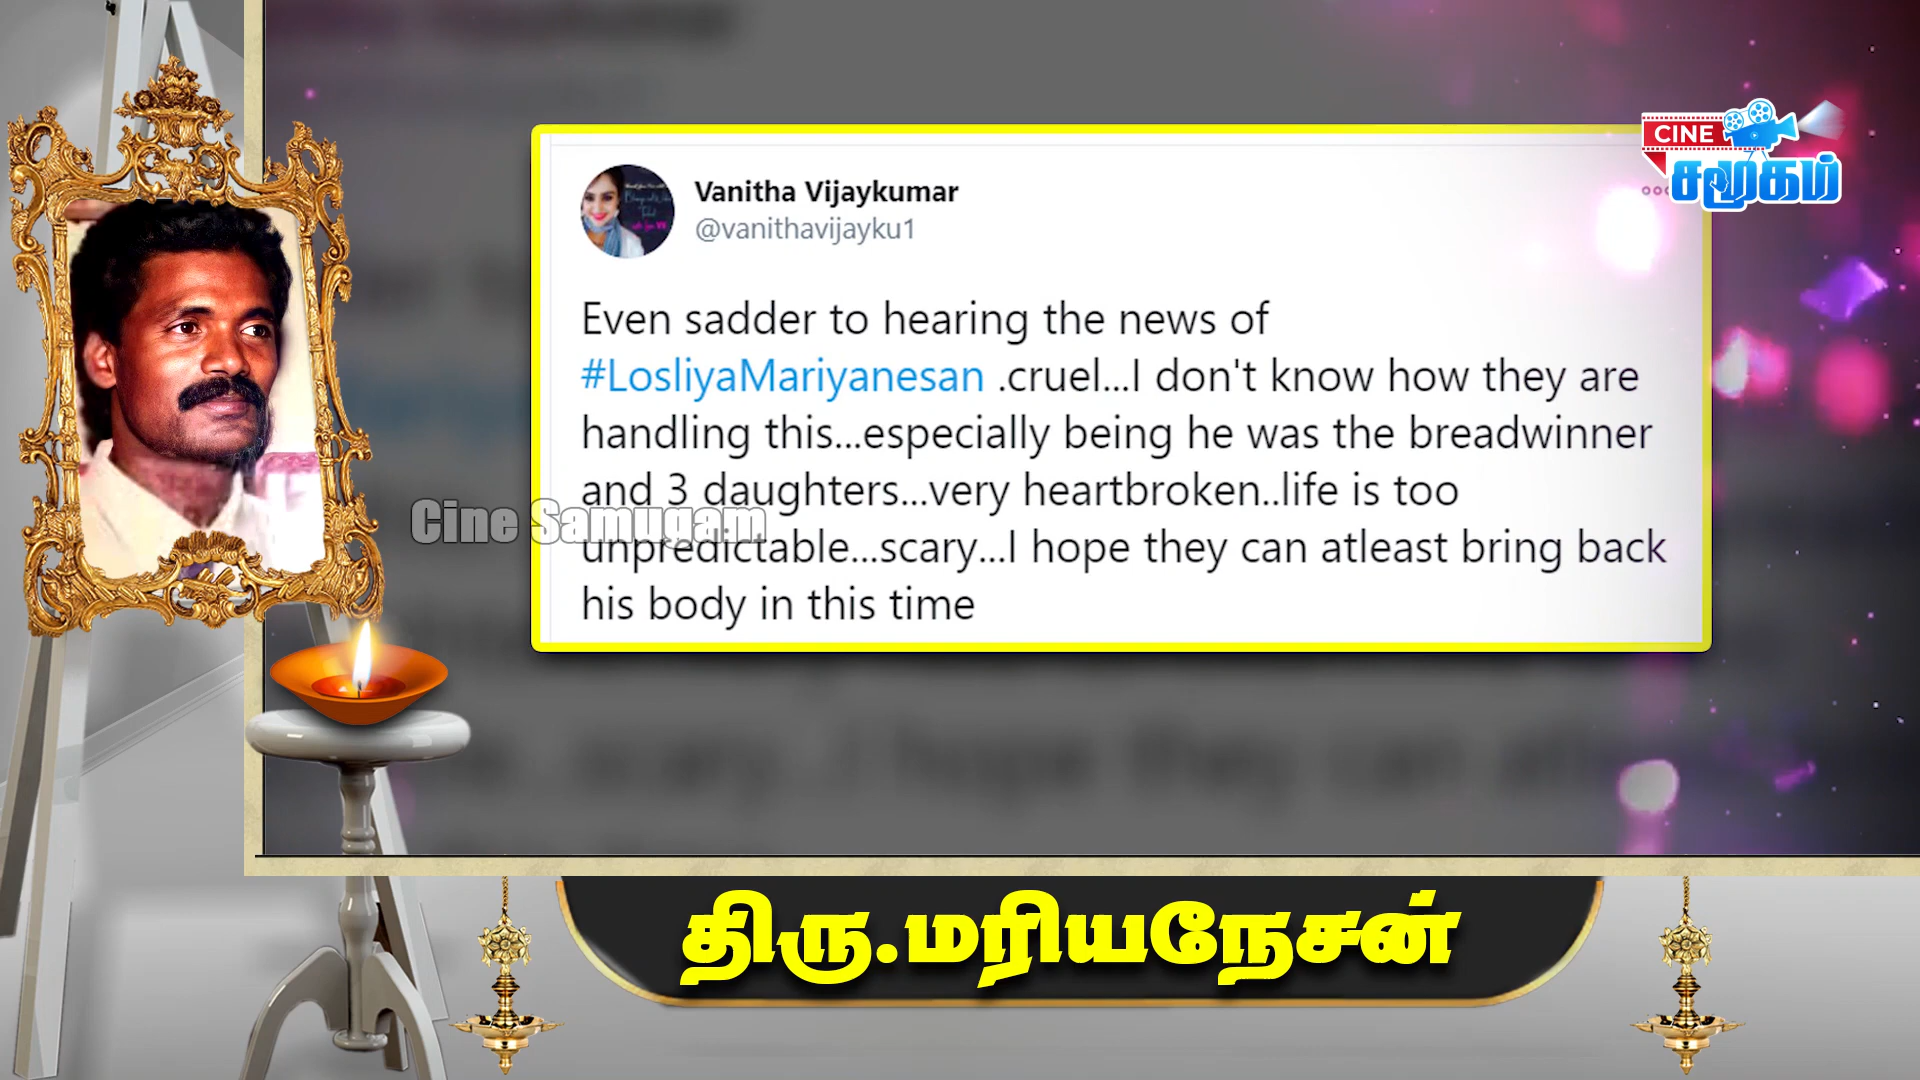 CINE
சமூகம்
Vanitha Vijaykumar
@vanithavijayku1
Even sadder to hearing the news of
#LosliyaMariyanesan .cruel...I don't know how they are
handling this...especially being he was the breadwinner
and 3 daughters...very heartbroken..life is too
Cine Samugam
unpredictable...scary...I hope they can atleast bring back
his body in this time
திரு.மரியநேசன்